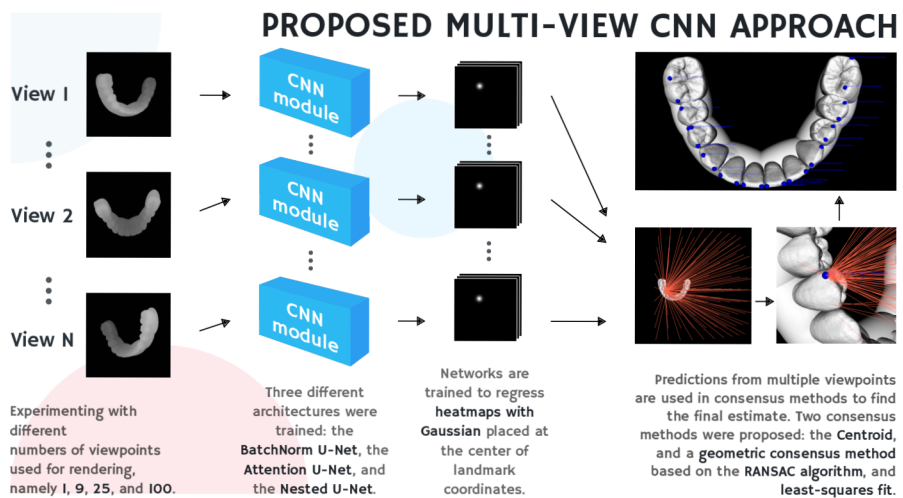 PROPOSED MULTI-VIEW CNN APPROACH
View 1
CNN
module
View 2
CNN
module
View N
CNN
module
Experimenting with
different
numbers of viewpoints
used for rendering,
namely 1, 9, 25, and 100.
Three different
architectures were
trained: the
BatchNorm U-Net, the
Attention U-Net, and
the Nested U-Net.
Networks are
trained to regress
heatmaps with
Gaussian placed at
the center of
landmark
coordinates.
Predictions from multiple viewpoints
are used in consensus methods to find
the final estimate. Two consensus
methods were proposed: the Centroid,
and a geometric consensus method
based on the RANSAC algorithm, and
least-squares fit.